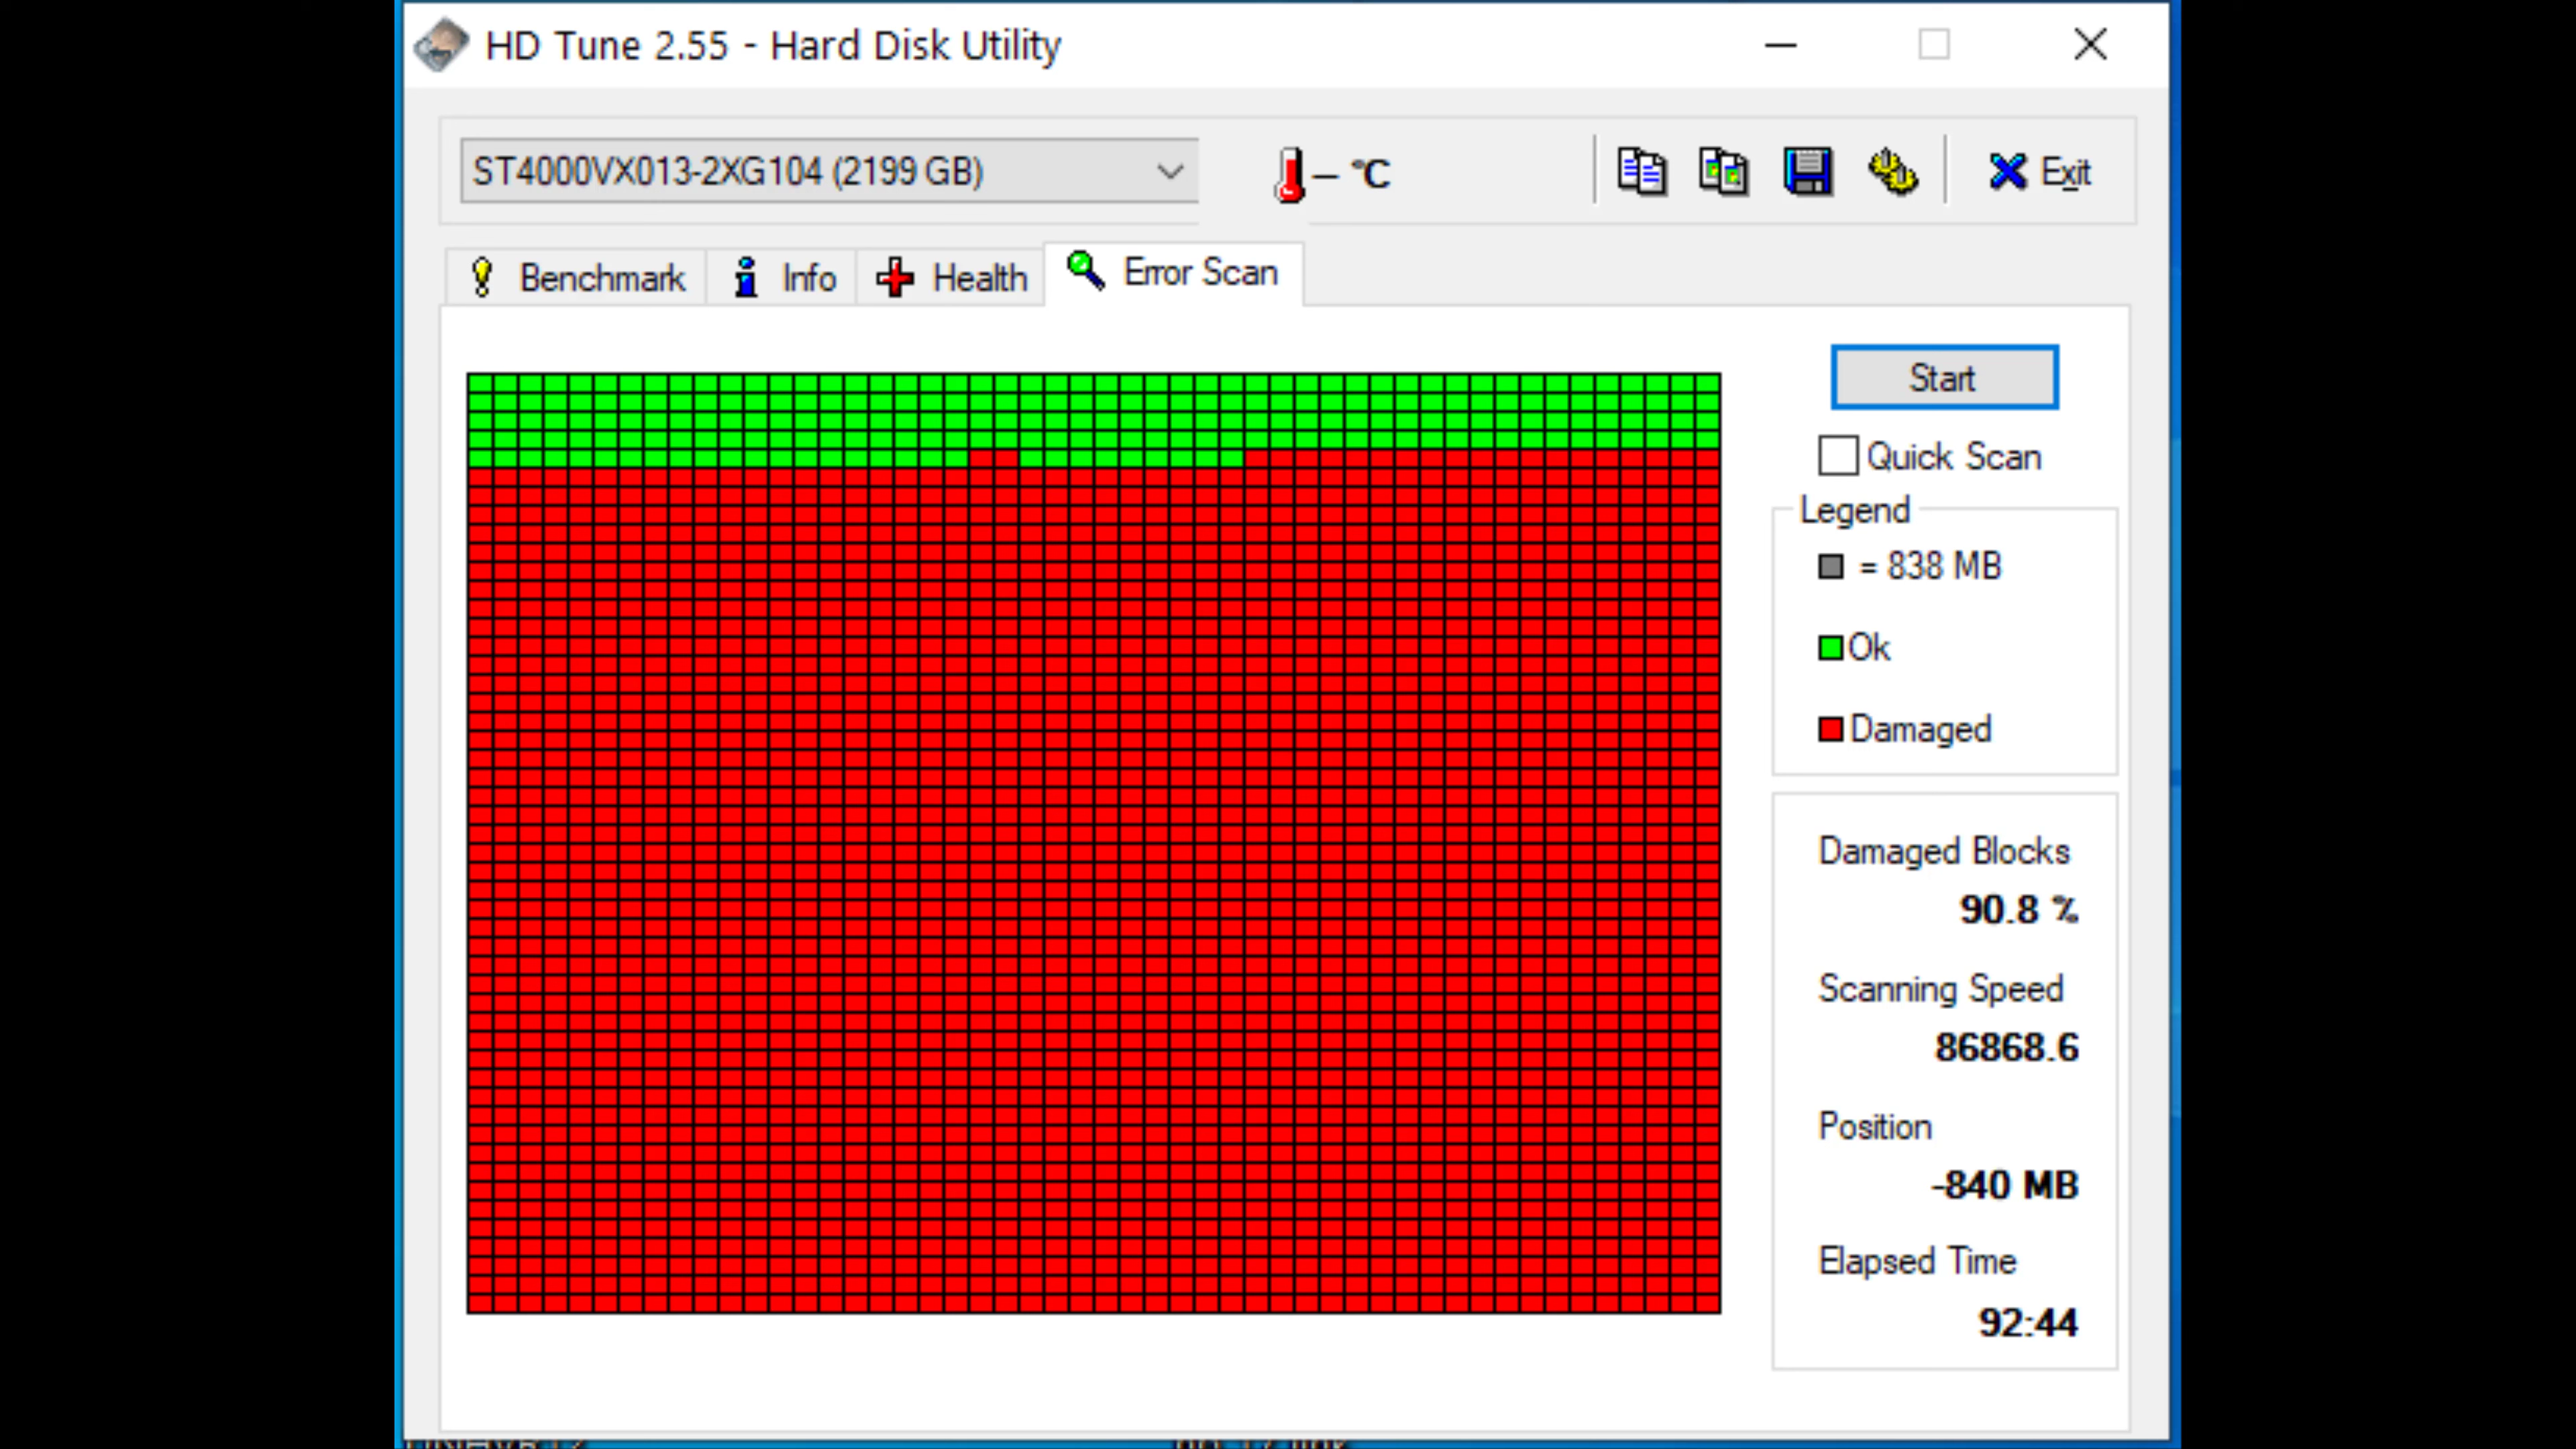 HD Tune 2.55 - Hard Disk Utility
ST4000VX013-2XG104 (2199 GB)
– °C
Exit
Benchmark
Info
Health
Error Scan
Start
Quick Scan
Legend
= 838 MB
Ok
Damaged
Damaged Blocks
90.8 %
Scanning Speed
86868.6
Position
-840 MB
Elapsed Time
92:44